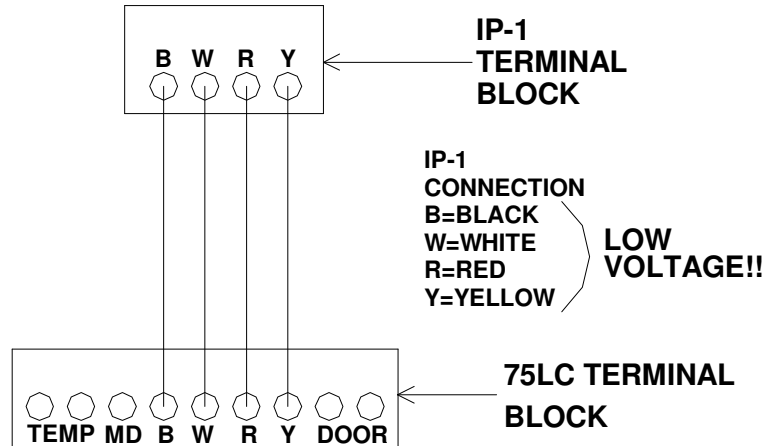 B W R Y
IP-1
TERMINAL
BLOCK
IP-1
CONNECTION
B=BLACK
W=WHITE
R=RED
Y=YELLOW
LOW
VOLTAGE!!
75LC TERMINAL
BLOCK
TEMP MD B W R Y DOOR